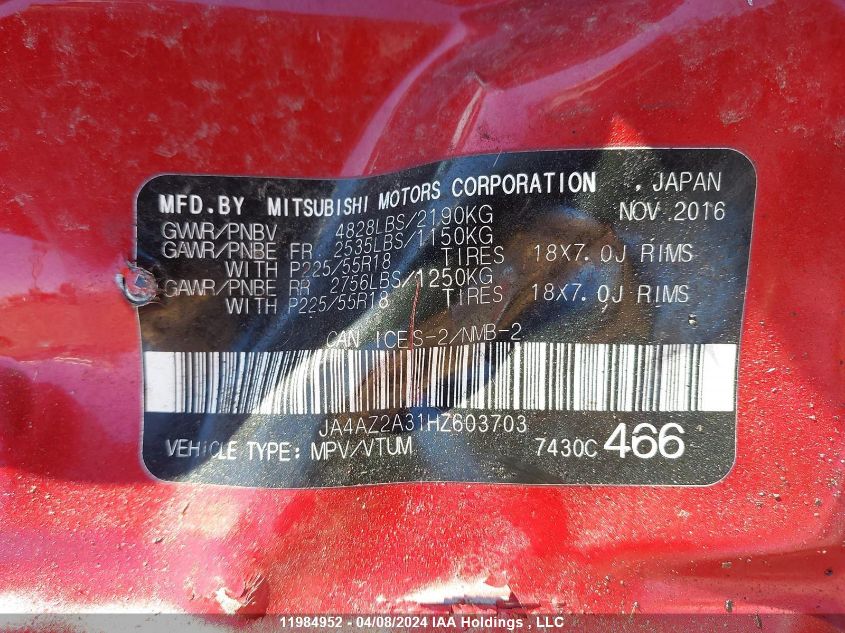 MFD.BY MITSUBISHI MOTORS CORPORATION , JAPAN
GVWR/PNBV 4828LBS/2190KG NOV.2016
GAWR/PNBE FR 2535LBS/1150KG
WITH P225/55R18 TIRES 18X7.0J RIMS
GAWR/PNBE RR 2756LBS/1250KG
WITH P225/55R18 TIRES 18X7.0J RIMS
CAN ICES-2/NMB-2
JA4AZ2A31HZ603703
VEHICLE TYPE: MPV/VTUM 7430C 466
11984952 - 04/08/2024 IAA Holdings , LLC